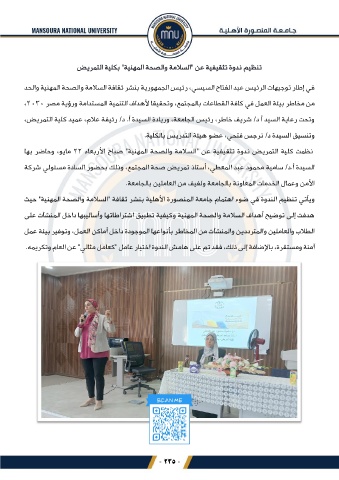 MANSOURA NATIONAL UNIVERSITY
جامعة المنصورة الأهلية
تنظيم ندوة تثقيفية عن "السلامة والصحة المهنية" بكلية التمريض
في إطار توجيهات الرئيس عبد الفتاح السيسي، رئيس الجمهورية بنشر ثقافة السلامة والصحة المهنية والحد
من مخاطر بيئة العمل في كافة القطاعات بالمجتمع، وتحقيقا لأهداف التنمية المستدامة ورؤية مصر ٢٠٣٠،
وتحت رعاية السيد أ.د/ شريف خاطر، رئيس الجامعة، وريادة السيدة أ. د/ رئيفة علام، عميد كلية التمريض،
وتنسيق السيدة د/ نرجس فتحي، عضو هيئة التدريس بالكلية.
نظمت كلية التمريض ندوة تثقيفية عن "السلامة والصحة المهنية" صباح الأربعاء ٢٢ مايو، وحاضر بها
السيدة أ.د/ سامية محمود عبد المعطي، أستاذ تمريض صحة المجتمع، وذلك بحضور السادة مسئولي شركة
الأمن وعمال الخدمات المعاونة بالجامعة ولفيف من العاملين بالجامعة.
ويأتي تنظيم الندوة في ضوء اهتمام جامعة المنصورة الأهلية بنشر ثقافة "السلامة والصحة المهنية" حيث
هدفت إلى توضيح أهداف السلامة والصحة المهنية وكيفية تطبيق اشتراطاتها وأساليبها داخل المنشآت على
الطلاب والعاملين والمترددين والمنشآت من المخاطر بأنواعها الموجودة داخل أماكن العمل، وتوفير بيئة عمل
آمنة ومستقرة، بالإضافة إلى ذلك، فقد تم على هامش الندوة اختيار عامل "كعامل مثالي" عن العام وتكريمه.
SCAN ME
٢٣٥